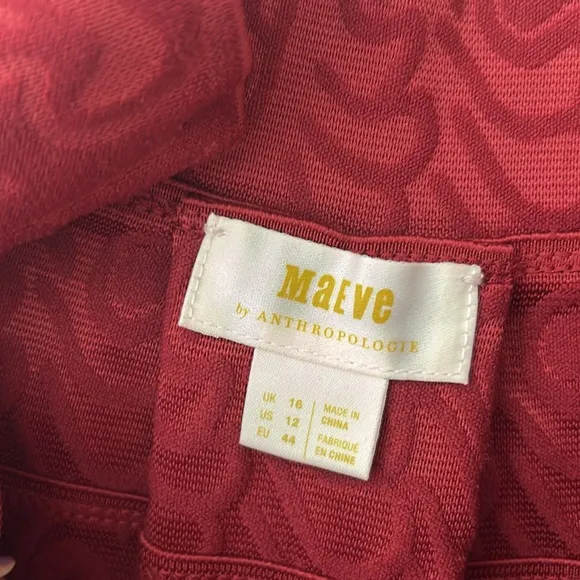 MaEve
by ANTHROPOLOGIE
UK 16
US 12
EU 44
MADE IN
CHINA
FABRIQUÉ
EN CHINE